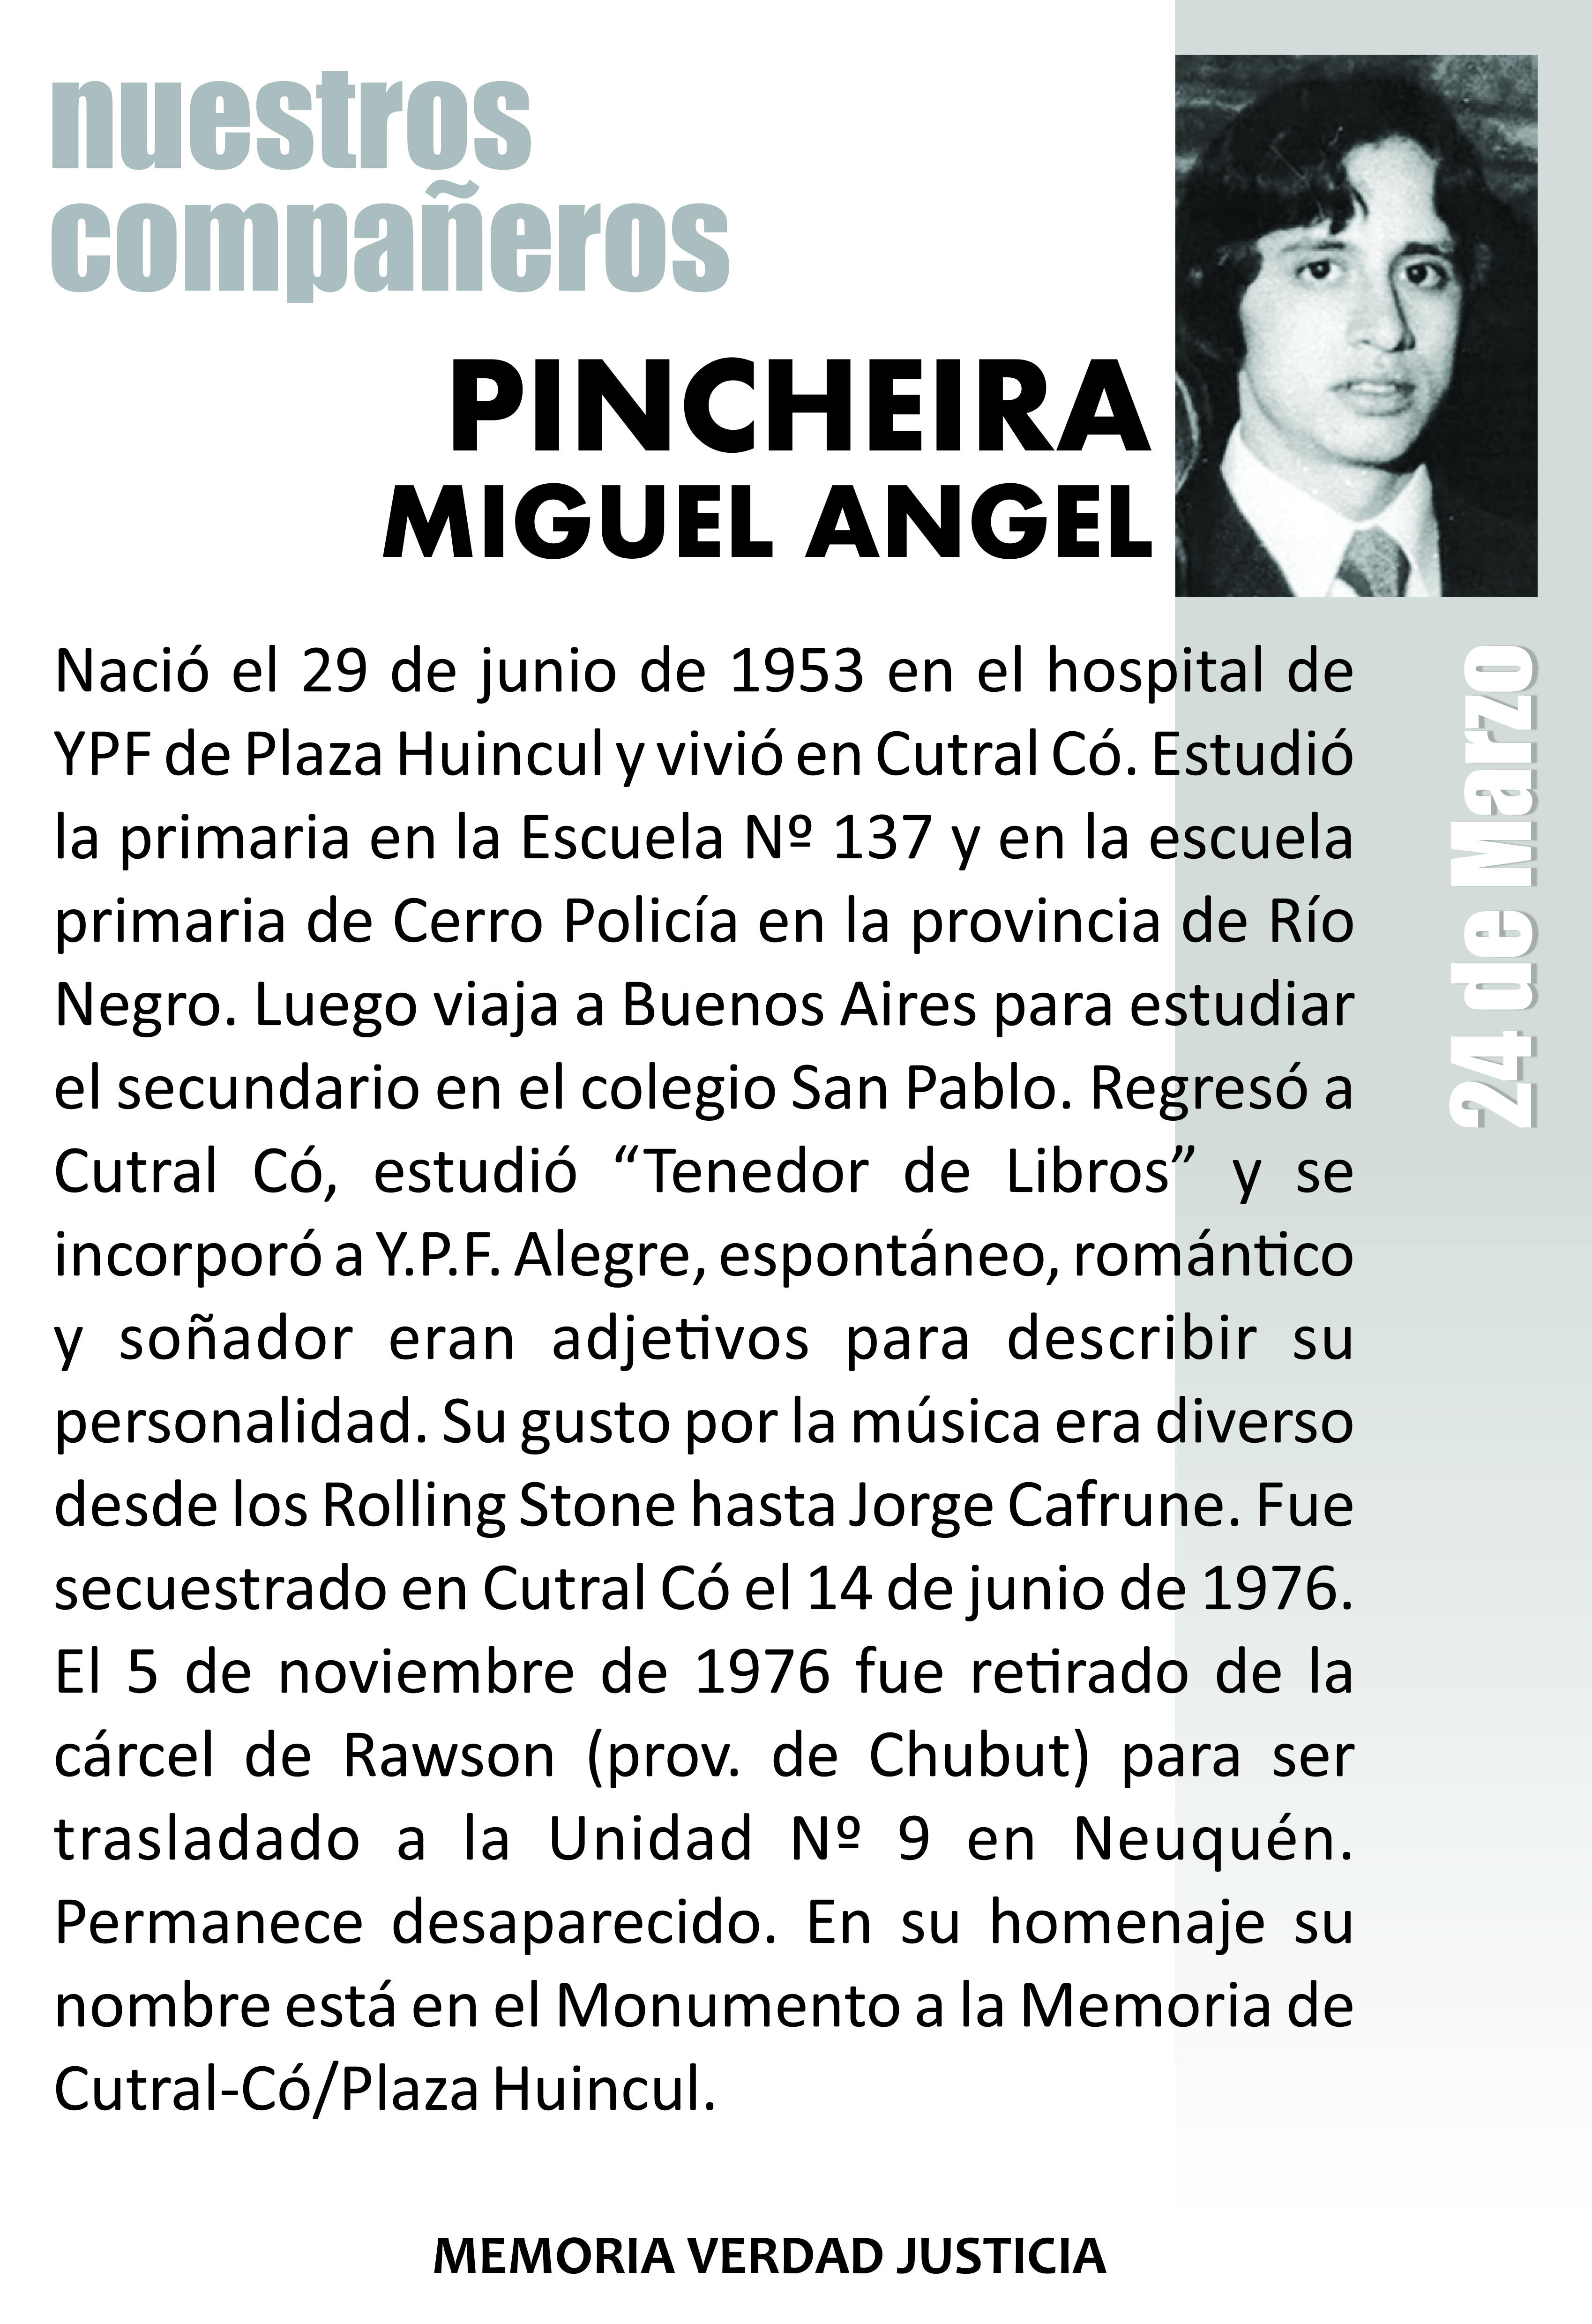 nuestros
compañeros
PINCHEIRA
MIGUEL ANGEL
Nació el 29 de junio de 1953 en el hospital de
YPF de Plaza Huincul y vivió en Cutral Có. Estudió
la primaria en la Escuela Nº 137 y en la escuela
primaria de Cerro Policía en la provincia de Río
Negro. Luego viaja a Buenos Aires para estudiar
el secundario en el colegio San Pablo. Regresó a
Cutral Có, estudió “Tenedor de Libros” y se
incorporó a Y.P.F. Alegre, espontáneo, romántico
y soñador eran adjetivos para describir su
personalidad. Su gusto por la música era diverso
desde los Rolling Stone hasta Jorge Cafrune. Fue
secuestrado en Cutral Có el 14 de junio de 1976.
El 5 de noviembre de 1976 fue retirado de la
cárcel de Rawson (prov. de Chubut) para ser
trasladado a la Unidad Nº 9 en Neuquén.
Permanece desaparecido. En su homenaje su
nombre está en el Monumento a la Memoria de
Cutral-Có/Plaza Huincul.
24 de Marzo
MEMORIA VERDAD JUSTICIA